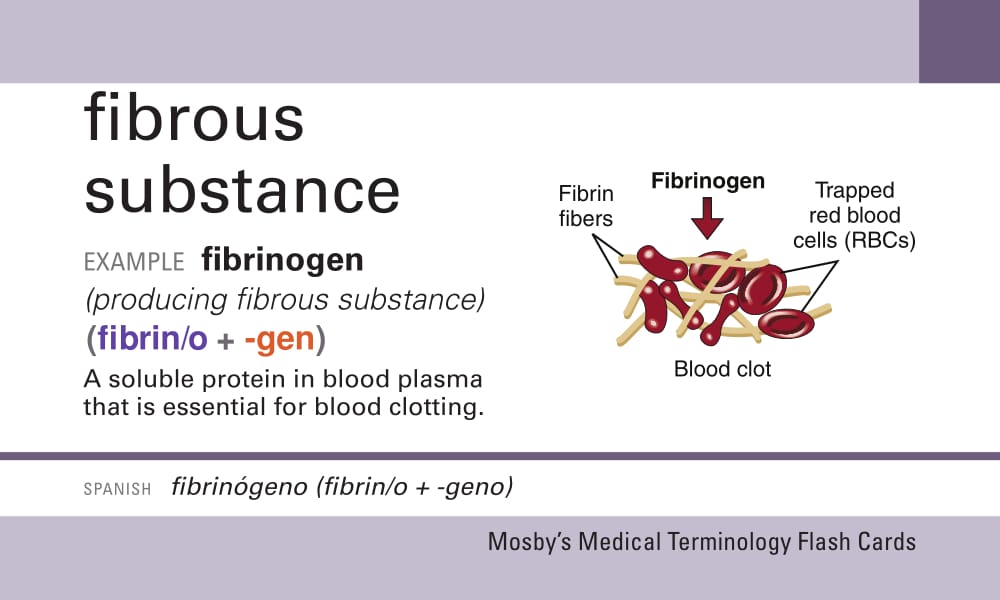 fibrous
substance
EXAMPLE fibrinogen
(producing fibrous substance)
(fibrin/o + -gen)
A soluble protein in blood plasma
that is essential for blood clotting.
Fibrin
fibers
Fibrinogen
Trapped
red blood
cells (RBCs)
Blood clot
SPANISH fibrinógeno (fibrin/o + -geno)
Mosby’s Medical Terminology Flash Cards